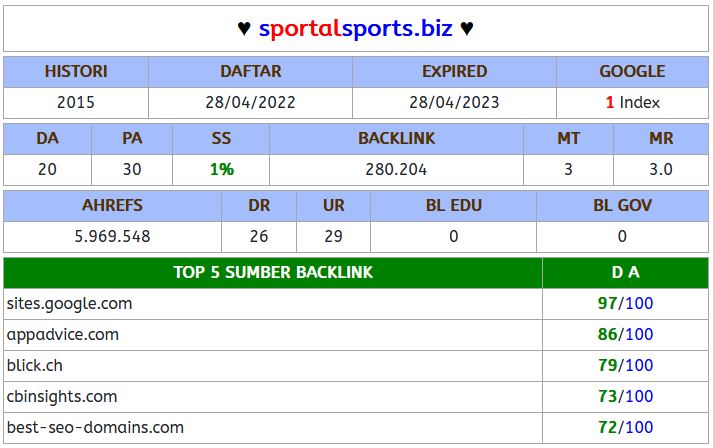 ♥ sportalsports.biz ♥
HISTORI DAFTAR EXPIRED GOOGLE
2015 28/04/2022 28/04/2023 1 Index
DA PA SS BACKLINK MT MR
20 30 1% 280.204 3 3.0
AHREFS DR UR BL EDU BL GOV
5.969.548 26 29 0 0
TOP 5 SUMBER BACKLINK D A
sites.google.com 97/100
appadvice.com 86/100
blick.ch 79/100
cbinsights.com 73/100
best-seo-domains.com 72/100